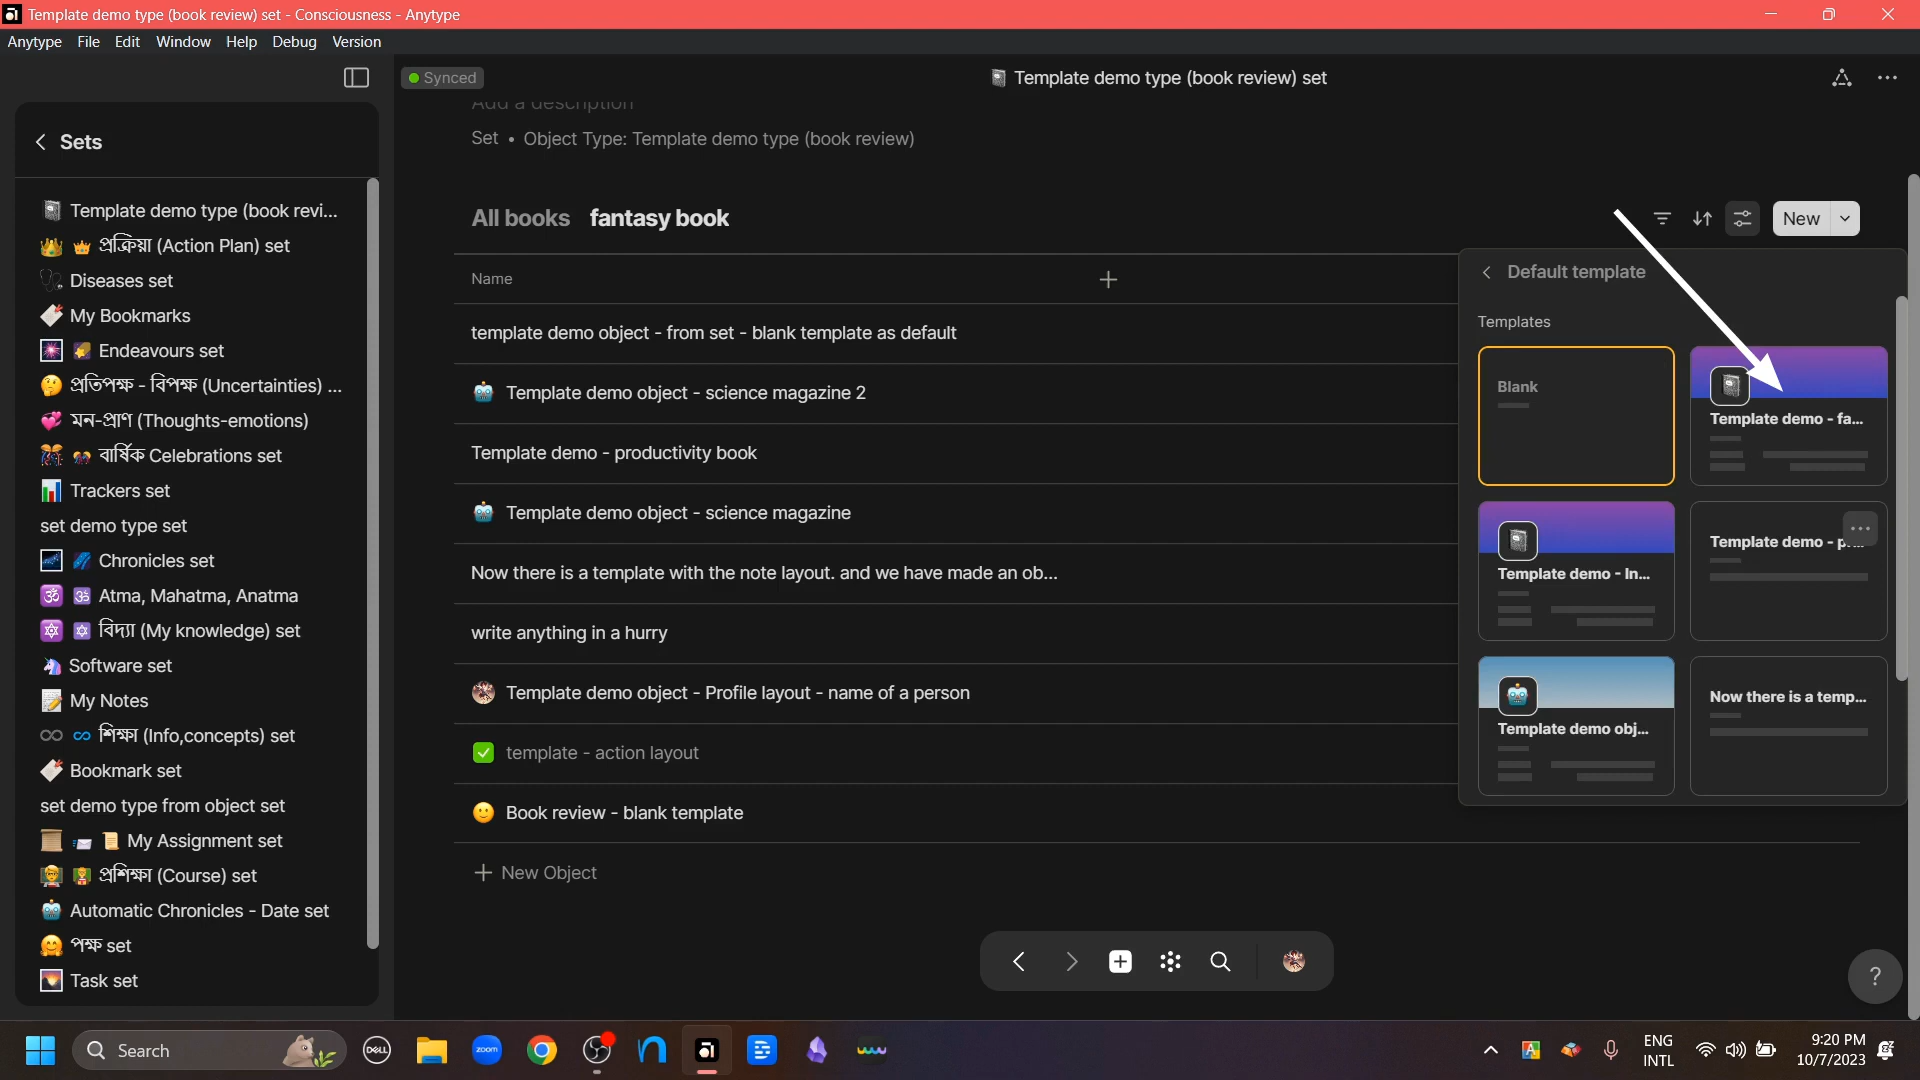 Template demo type (book review) set - Consciousness - Anytype
Anytype File Edit Window Help Debug Version
Synced
Template demo type (book review) set
Sets
Template demo type (book revi...
প্রক্রিয়া (Action Plan) set
Diseases set
My Bookmarks
Endeavours set
প্রতিপক্ষ - বিপক্ষ (Uncertainties) ...
মন-প্রাণ (Thoughts-emotions)
বার্ষিক Celebrations set
Trackers set
set demo type set
Chronicles set
Atma, Mahatma, Anatma
বিদ্যা (My knowledge) set
Software set
My Notes
শিক্ষা (Info,concepts) set
Bookmark set
set demo type from object set
My Assignment set
প্রশিক্ষা (Course) set
Automatic Chronicles - Date set
পক্ষ set
Task set
Add a description
Set • Object Type: Template demo type (book review)
All books fantasy book
New
Name
template demo object - from set - blank template as default
Template demo object - science magazine 2
Template demo - productivity book
Template demo object - science magazine
Now there is a template with the note layout. and we have made an ob...
write anything in a hurry
Template demo object - Profile layout - name of a person
template - action layout
Book review - blank template
New Object
Default template
Templates
Blank
Template demo - fa...
Template demo - In...
Template demo - p...
Template demo obj...
Now there is a temp...
?
Search
DELL
zoom
ENG
INTL
9:20 PM
10/7/2023